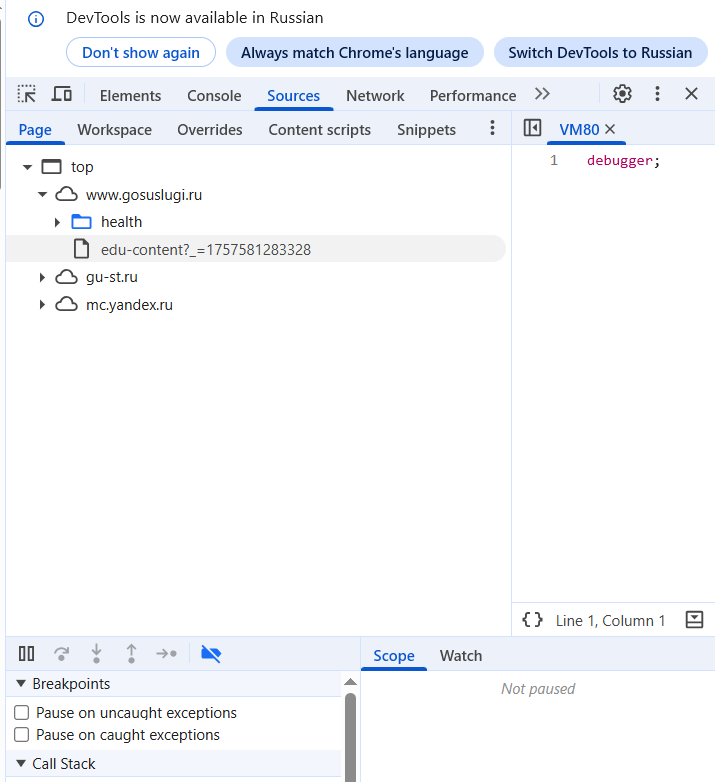 DevTools is now available in Russian
Don't show again Always match Chrome's language Switch DevTools to Russian
Elements Console Sources Network Performance
Page Workspace Overrides Content scripts Snippets VM80
1 debugger;
top
www.gosuslugi.ru
health
edu-content?_=1757581283328
gu-st.ru
mc.yandex.ru
{} Line 1, Column 1
Scope Watch
Breakpoints
Not paused
Pause on uncaught exceptions
Pause on caught exceptions
Call Stack